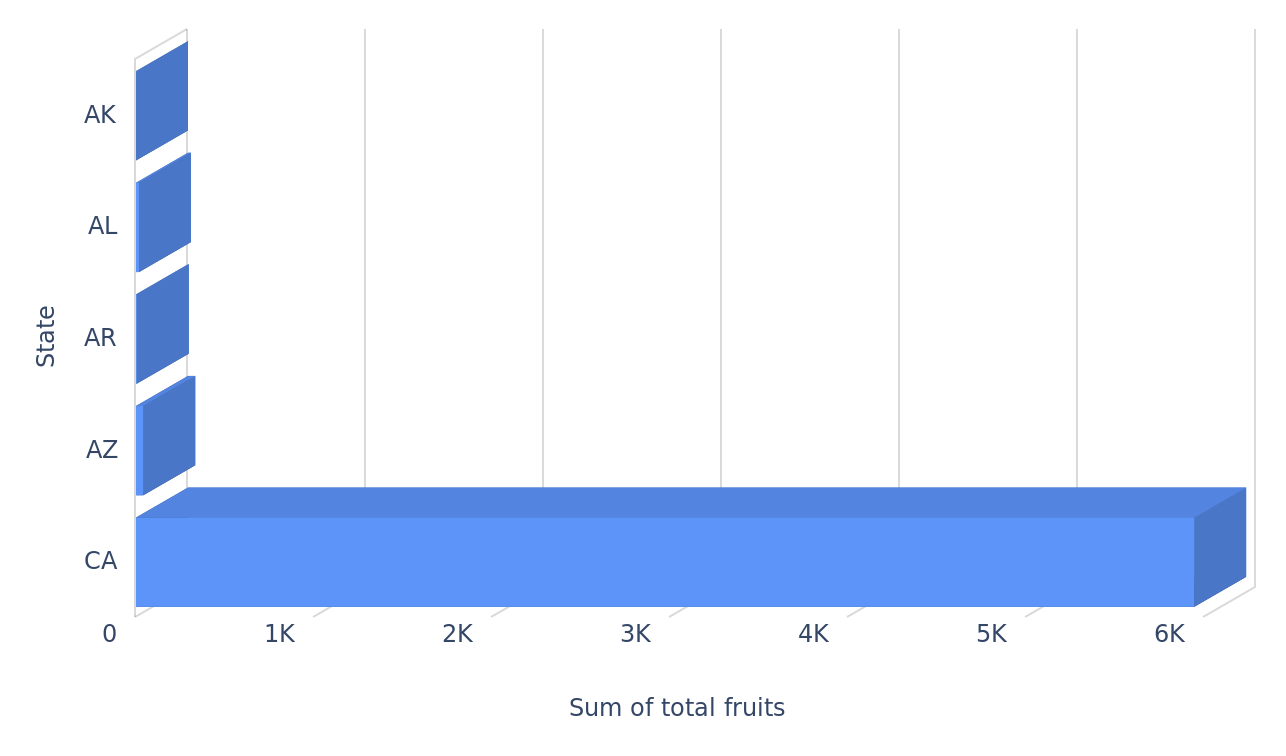 AK
AL
AR
AZ
CA
State
0 1K 2K 3K 4K 5K 6K
Sum of total fruits